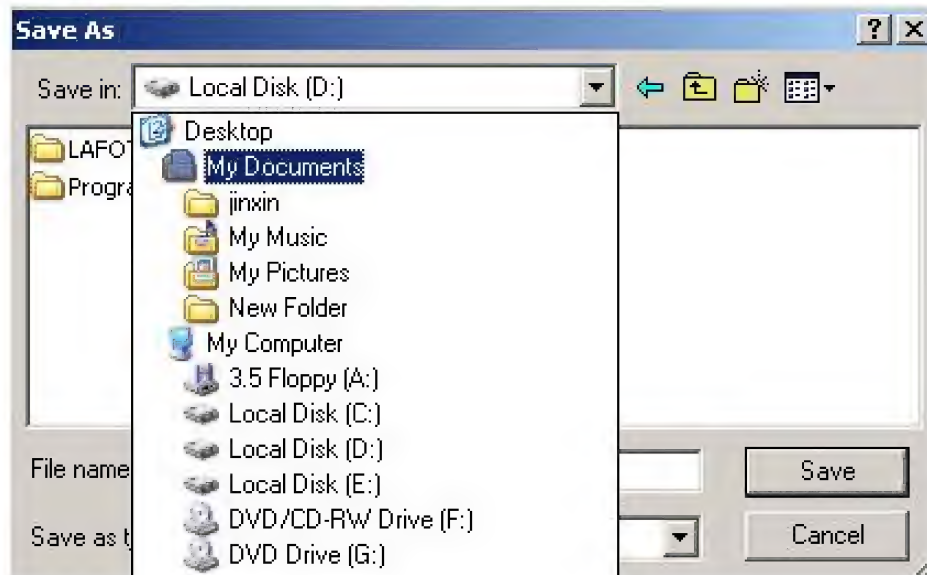 Save As
Save in: Local Disk (D:)
Desktop
My Documents
jinxin
My Music
My Pictures
New Folder
My Computer
3.5 Floppy (A:)
Local Disk (C:)
Local Disk (D:)
Local Disk (E:)
DVD/CD-RW Drive (F:)
DVD Drive (G:)
File name
Save
Save as
Cancel